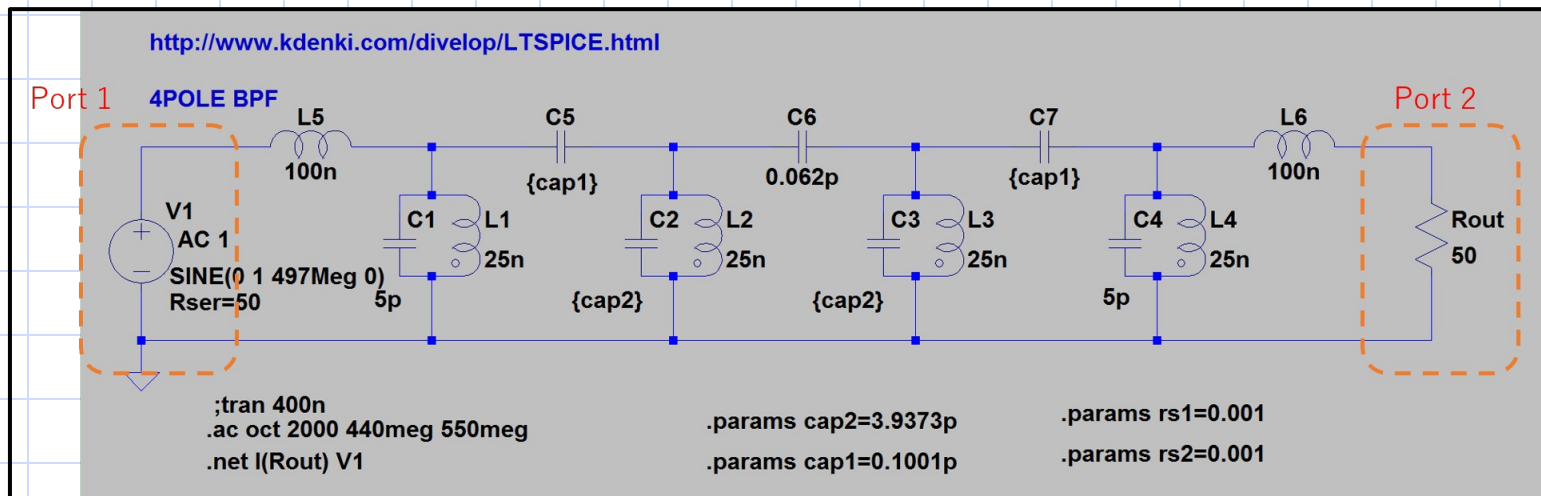 http://www.kdenki.com/divelop/LTSPICE.html
Port 1
4POLE BPF
Port 2
L5
100n
C5
{cap1}
C6
0.062p
C7
{cap1}
L6
100n
V1
AC 1
SINE(0 1 497Meg 0)
Rser=50
C1
5p
L1
25n
C2
{cap2}
L2
25n
C3
{cap2}
L3
25n
C4
5p
L4
25n
Rout
50
;tran 400n
.ac oct 2000 440meg 550meg
.net I(Rout) V1
.params cap2=3.9373p
.params cap1=0.1001p
.params rs1=0.001
.params rs2=0.001